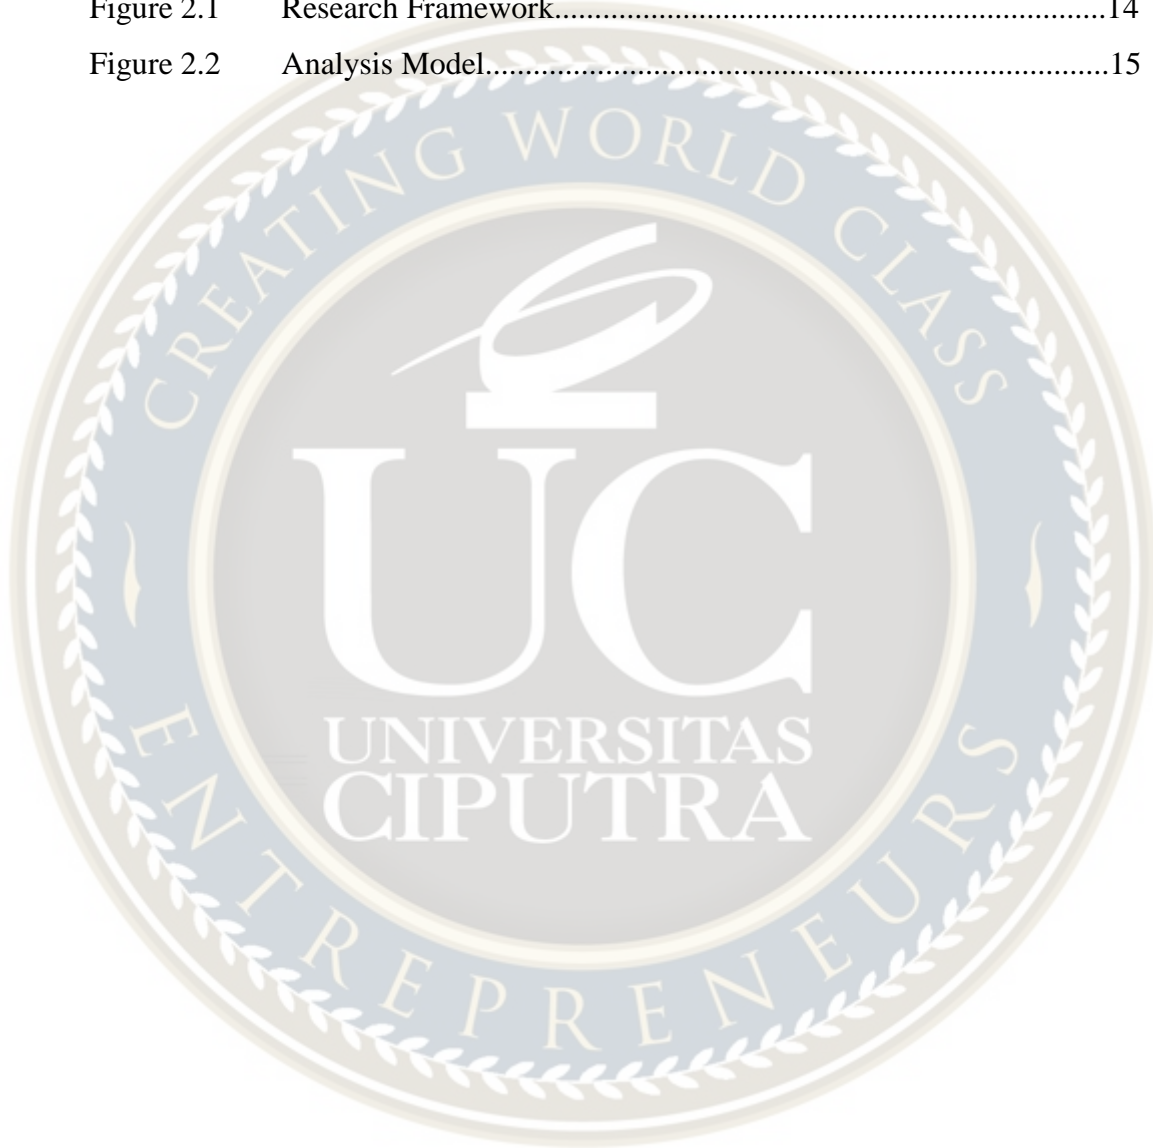 Figure 2.1 Research Framework..........................................................................14
Figure 2.2 Analysis Model...................................................................................15
CREATING WORLD CLASS
UC
UNIVERSITAS
CIPUTRA
ENTREPRENEURS